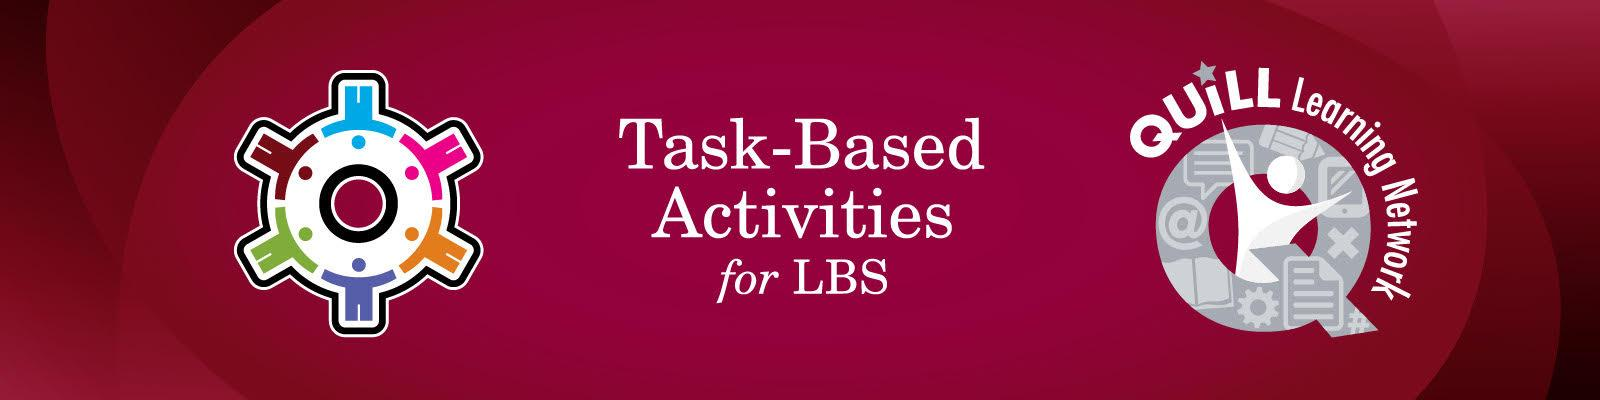 Task-Based
Activities
for LBS
QUiLL Learning Network
@
#